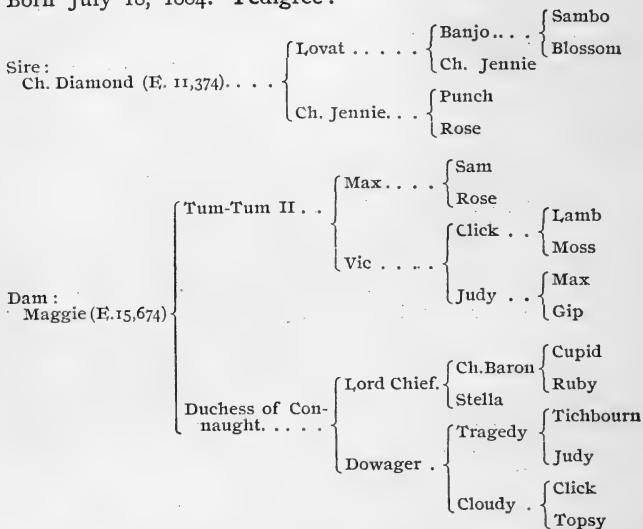 Born July 18, 1884. Pedigree:
Sambo
Banjo...
Lovat.....
Blossom
Sire:
Ch. Jennie
Ch. Diamond (E. 11,374)....
Punch
Ch. Jennie...
Rose
Sam
Max....
Tum-Tum II..
Rose
Lamb
Click..
Moss
Vic.....
Max
Judy..
Dam:
Maggie (E. 15,674)
Gip
Cupid
Ch. Baron
Lord Chief.
Ruby
Stella
Duchess of Con-
naught.....
Tichbourn
Tragedy
Judy
Dowager.
Click
Cloudy.
Topsy